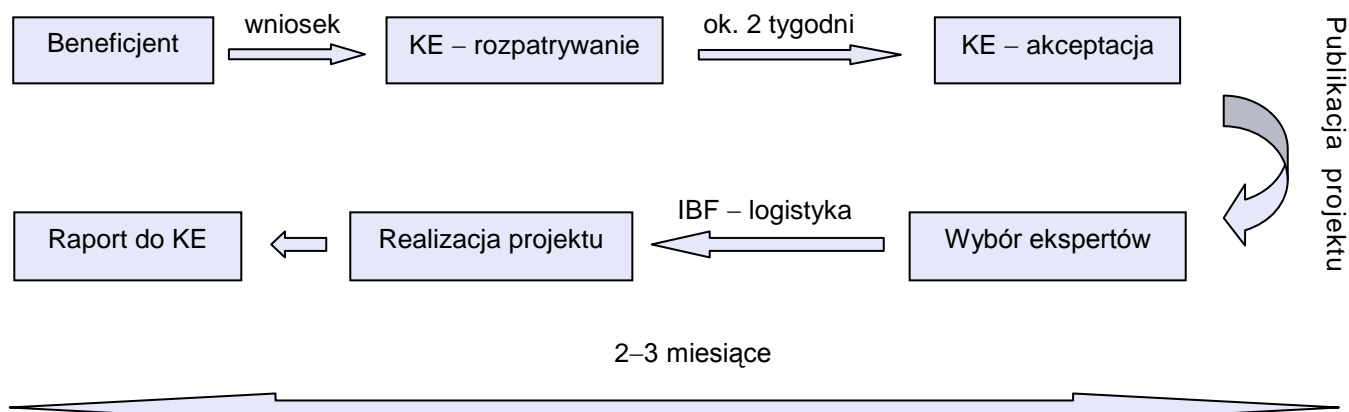 Beneficjent
wniosek
KE – rozpatrywanie
ok. 2 tygodni
KE – akceptacja
Publikacja projektu
Wybór ekspertów
IBF – logistyka
Realizacja projektu
Raport do KE
2–3 miesiące